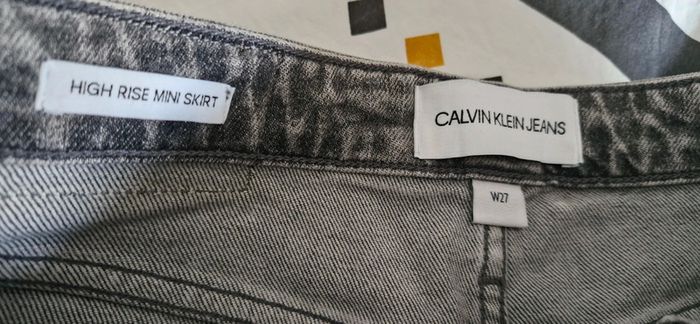 HIGH RISE MINI SKIRT
CALVIN KLEIN JEANS
W27